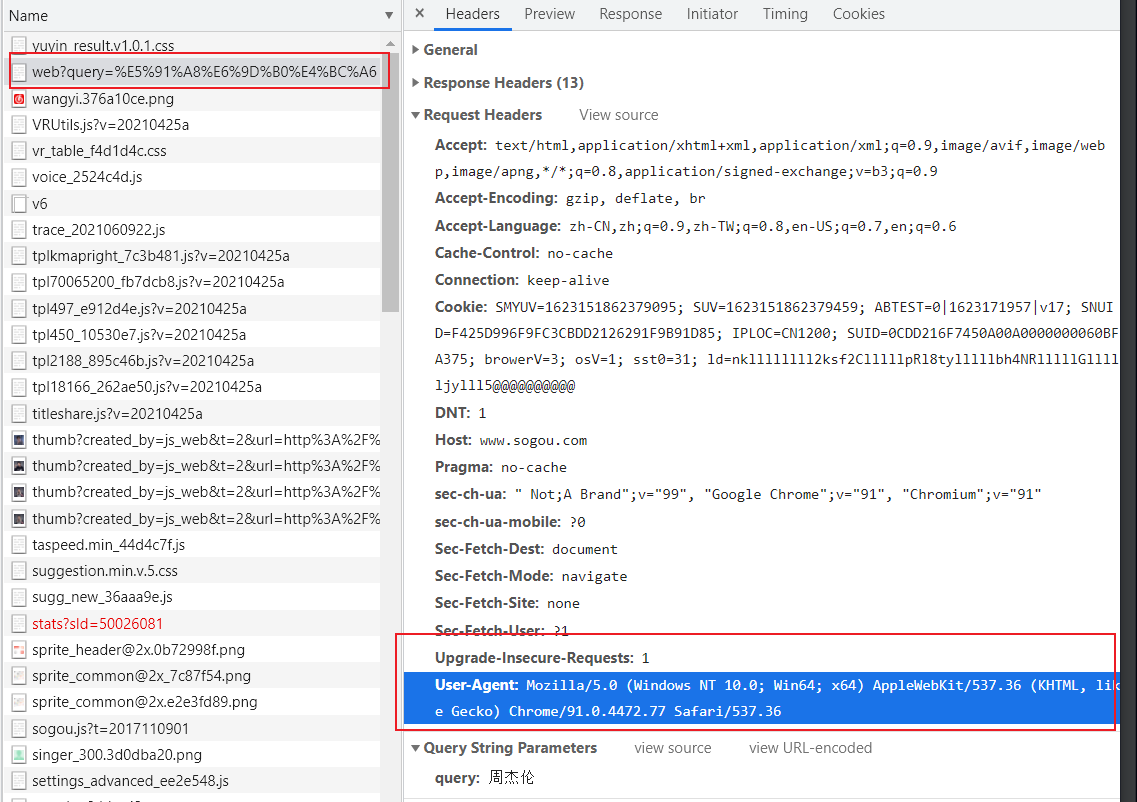 Name
yuyin_result.v1.0.1.css
web?query=%E5%91%A8%E6%9D%B0%E4%BC%A6
wangyi.376a10ce.png
VRUtils.js?v=20210425a
vr_table_f4d1d4c.css
voice_2524c4d.js
v6
trace_2021060922.js
tplkmapright_7c3b481.js?v=20210425a
tpl70065200_fb7dcb8.js?v=20210425a
tpl497_e912d4e.js?v=20210425a
tpl450_10530e7.js?v=20210425a
tpl2188_895c46b.js?v=20210425a
tpl18166_262ae50.js?v=20210425a
titleshare.js?v=20210425a
thumb?created_by=js_web&t=2&url=http%3A%2F%
thumb?created_by=js_web&t=2&url=http%3A%2F%
thumb?created_by=js_web&t=2&url=http%3A%2F%
thumb?created_by=js_web&t=2&url=http%3A%2F%
taspeed.min_44d4c7f.js
suggestion.min.v.5.css
sugg_new_36aaa9e.js
stats?sId=50026081
sprite_header@2x.0b72998f.png
sprite_common@2x_7c87f54.png
sprite_common@2x.e2e3fd89.png
sogou.js?t=2017110901
singer_300.3d0dba20.png
settings_advanced_ee2e548.js
Headers Preview Response Initiator Timing Cookies
General
Response Headers (13)
Request Headers View source
Accept: text/html,application/xhtml+xml,application/xml;q=0.9,image/avif,image/web
p,image/apng,*/*;q=0.8,application/signed-exchange;v=b3;q=0.9
Accept-Encoding: gzip, deflate, br
Accept-Language: zh-CN,zh;q=0.9,zh-TW;q=0.8,en-US;q=0.7,en;q=0.6
Cache-Control: no-cache
Connection: keep-alive
Cookie: SMYUV=1623151862379095; SUV=1623151862379459; ABTEST=0|1623171957|v17; SNUI
D=F425D996F9FC3CBDD2126291F9B91D85; IPLOC=CN1200; SUID=0CDD216F7450A00A0000000060BF
A375; browerV=3; osV=1; sst0=31; ld=nklllllllll2ksf2ClllllpRl8tylllllbh4NRlllllGllll
ljylll5@@@@@@@@@@
DNT: 1
Host: www.sogou.com
Pragma: no-cache
sec-ch-ua: " Not;A Brand";v="99", "Google Chrome";v="91", "Chromium";v="91"
sec-ch-ua-mobile: ?0
Sec-Fetch-Dest: document
Sec-Fetch-Mode: navigate
Sec-Fetch-Site: none
Sec-Fetch-User: ?1
Upgrade-Insecure-Requests: 1
User-Agent: Mozilla/5.0 (Windows NT 10.0; Win64; x64) AppleWebKit/537.36 (KHTML, lik
e Gecko) Chrome/91.0.4472.77 Safari/537.36
Query String Parameters view source view URL-encoded
query: 周杰伦